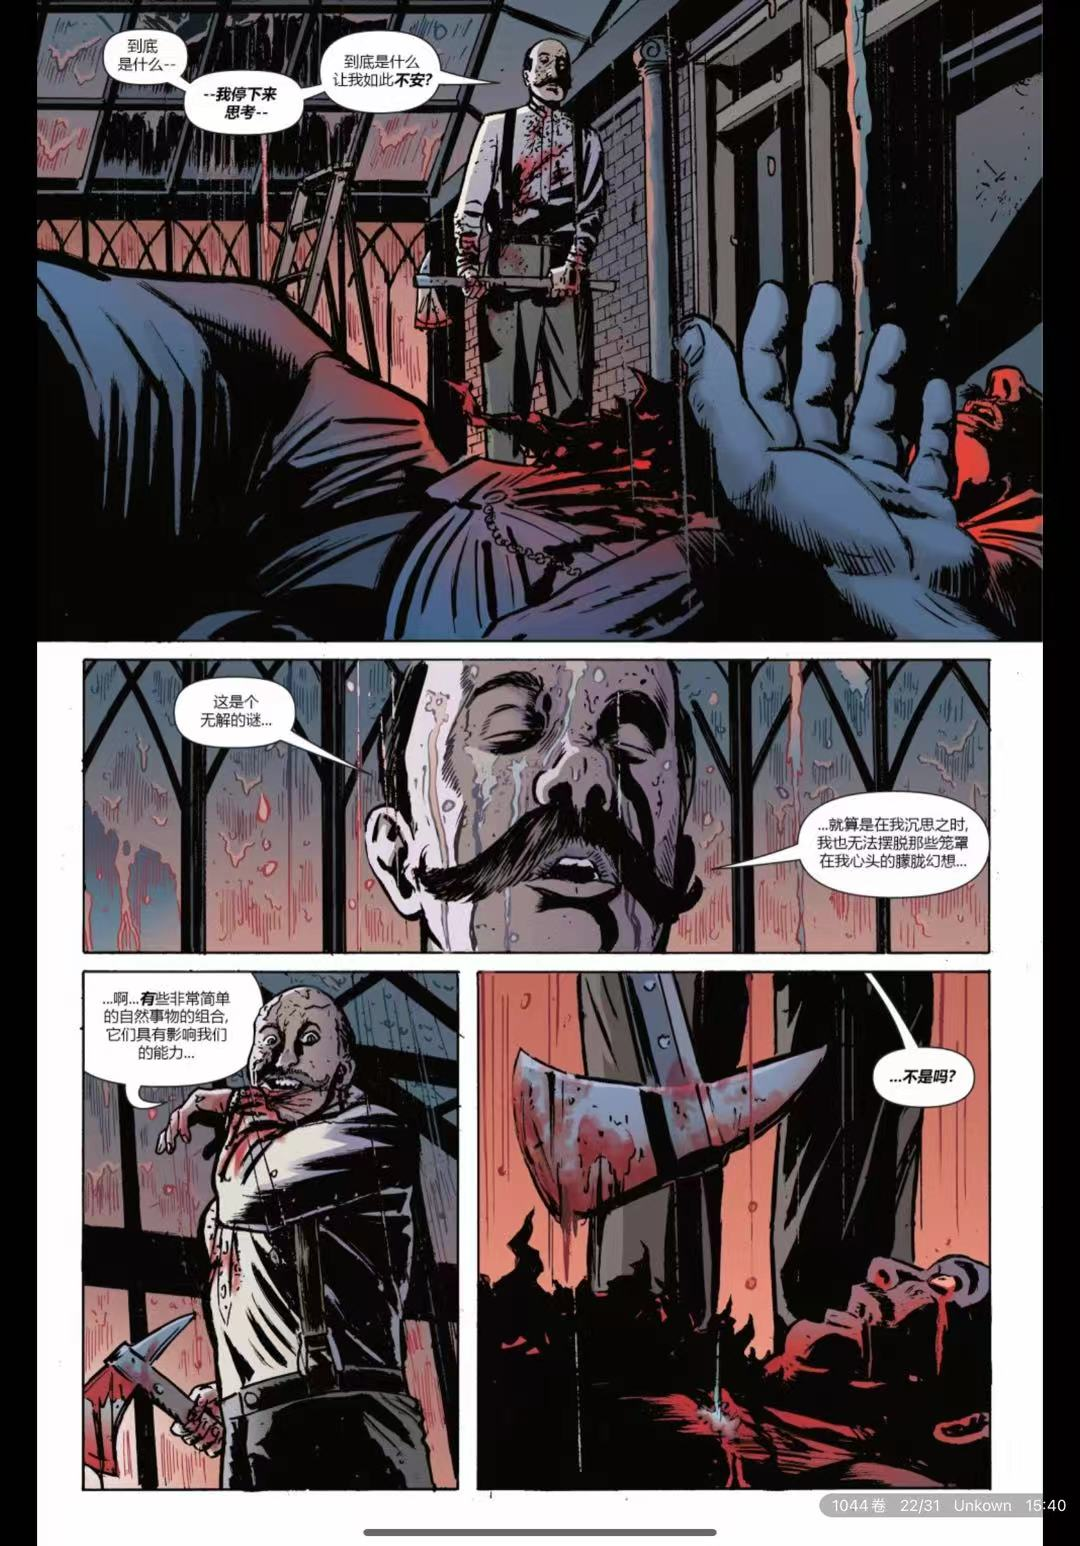 到底
是什么--
--我停下来
思考--
到底是什么
让我如此不安?
这是个
无解的谜...
...就算是在我沉思之时,
我也无法摆脱那些笼罩
在我心头的朦胧幻想...
...啊...有些非常简单
的自然事物的组合,
它们具有影响我们
的能力...
...不是吗?
1044卷 22/31 Unkown 15:40